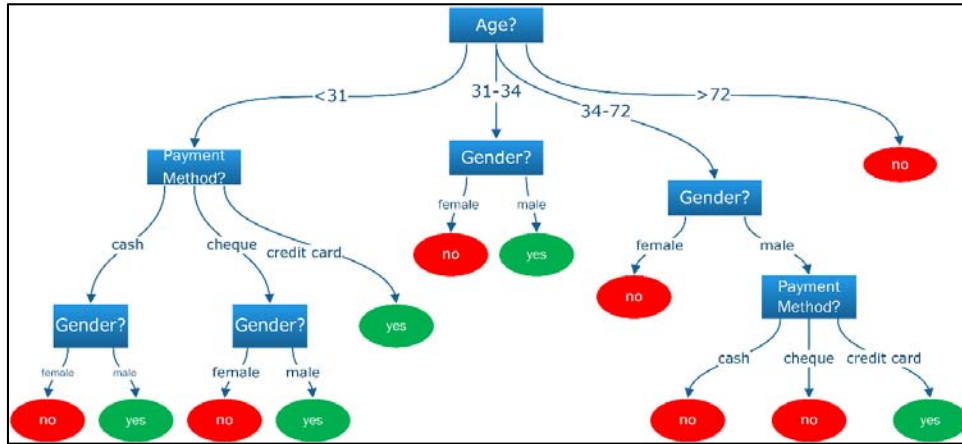 Age?
<31
31-34
34-72
>72
Payment
Method?
Gender?
no
Gender?
female
male
cash
cheque
credit card
no
yes
female
male
no
Payment
Method?
Gender?
Gender?
yes
female
male
female
male
cash
cheque
credit card
no
yes
no
yes
no
no
yes